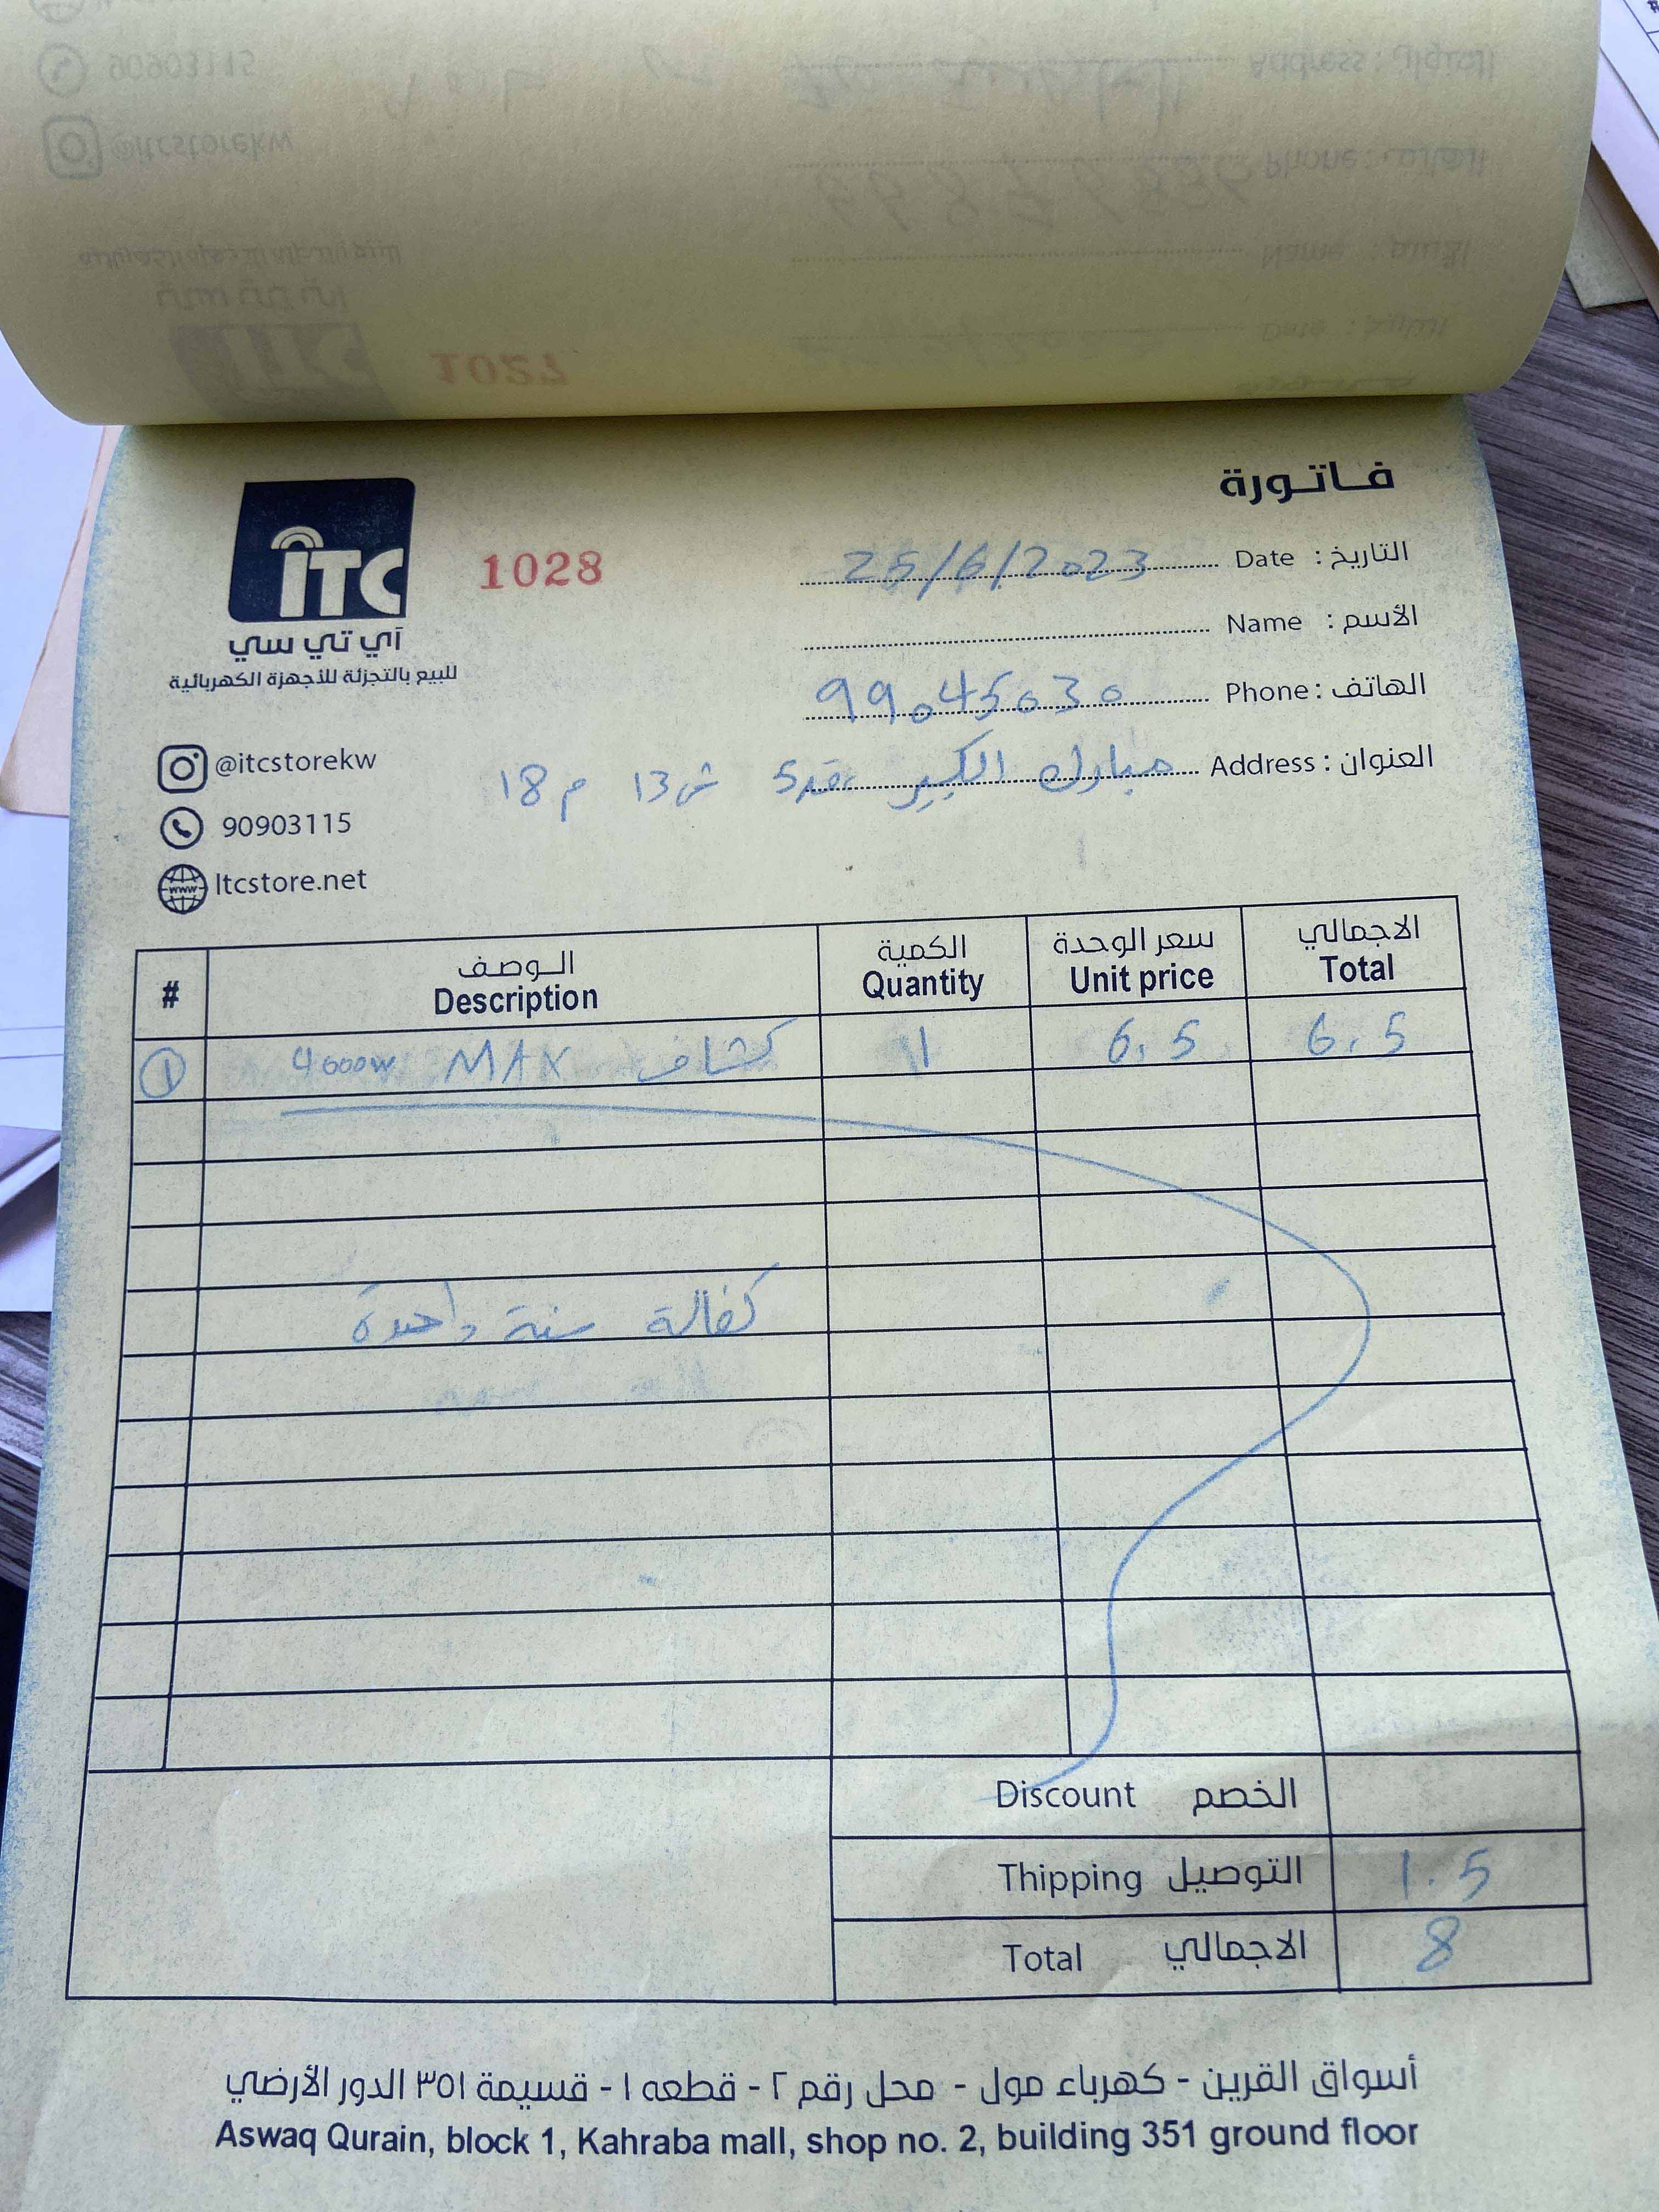 فاتورة
ITC
آي تي سي
للبيع بالتجزئة للأجهزة الكهربائية
1028
التاريخ : Date 25/6/2023
الأسم : Name
الهاتف : Phone 99045030
العنوان : Address مبارك الكبير ق5 ش13 م18
@itcstorekw
90903115
www
Itcstore.net
# الوصف الكمية سعر الوحدة الاجمالي
Description Quantity Unit price Total
1 كشاف MAX 4000W 1 6.5 6.5
كفالة سنة واحدة
Discount الخصم
Thipping التوصيل 1.5
Total الاجمالي 8
أسواق القرين - كهرباء مول - محل رقم ٢ - قطعه ١ - قسيمة ٣٥١ الدور الأرضي
Aswaq Qurain, block 1, Kahraba mall, shop no. 2, building 351 ground floor